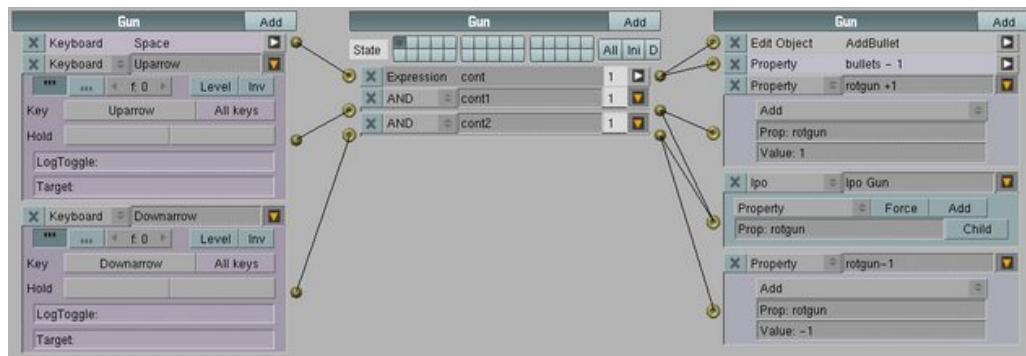 Gun Add
Keyboard Space
Keyboard Uparrow
f: 0 Level Inv
Key Uparrow All keys
Hold
LogToggle:
Target:
Keyboard Downarrow
f: 0 Level Inv
Key Downarrow All keys
Hold
LogToggle:
Target:
Gun Add
State All Ini D
Expression cont 1
AND cont1 1
AND cont2 1
Gun Add
Edit Object AddBullet
Property bullets - 1
Property rotgun +1
Add
Prop: rotgun
Value: 1
Ipo Ipo Gun
Property Force Add
Prop: rotgun Child
Property rotgun-1
Add
Prop: rotgun
Value: -1